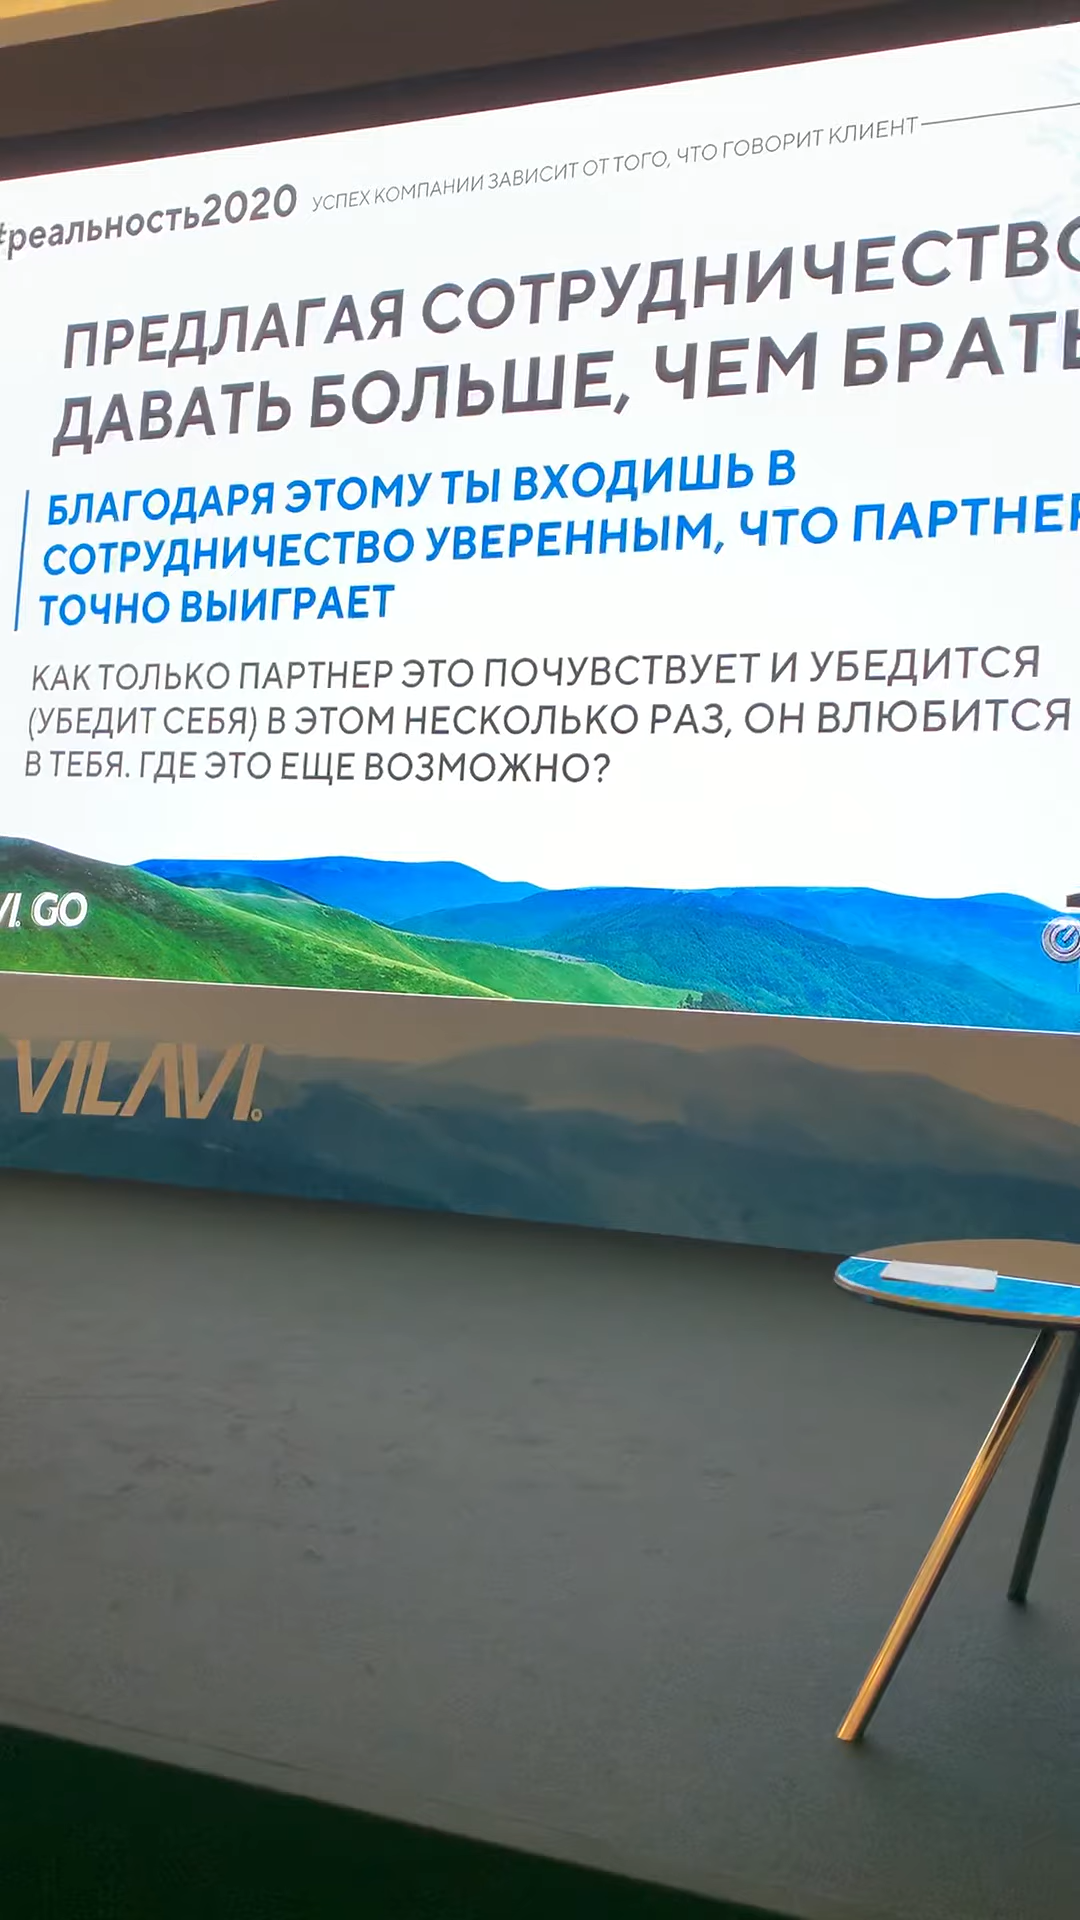 #реальность2020 УСПЕХ КОМПАНИИ ЗАВИСИТ ОТ ТОГО, ЧТО ГОВОРИТ КЛИЕНТ
ПРЕДЛАГАЯ СОТРУДНИЧЕСТВО
ДАВАТЬ БОЛЬШЕ, ЧЕМ БРАТЬ
БЛАГОДАРЯ ЭТОМУ ТЫ ВХОДИШЬ В
СОТРУДНИЧЕСТВО УВЕРЕННЫМ, ЧТО ПАРТНЕР
ТОЧНО ВЫИГРАЕТ
КАК ТОЛЬКО ПАРТНЕР ЭТО ПОЧУВСТВУЕТ И УБЕДИТСЯ
(УБЕДИТ СЕБЯ) В ЭТОМ НЕСКОЛЬКО РАЗ, ОН ВЛЮБИТСЯ
В ТЕБЯ. ГДЕ ЭТО ЕЩЕ ВОЗМОЖНО?
VI. GO
VILAVI.